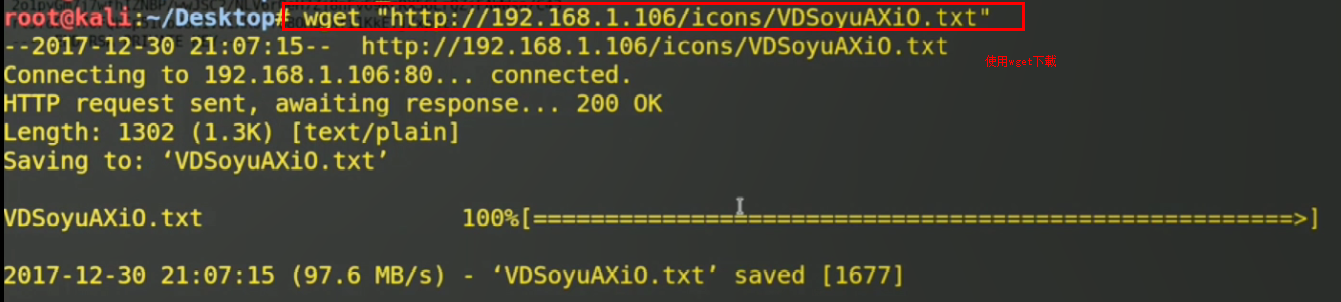 root@kali:~/Desktop# wget "http://192.168.1.106/icons/VDSoyuAXiO.txt"
--2017-12-30 21:07:15--  http://192.168.1.106/icons/VDSoyuAXiO.txt
使用wget下載
Connecting to 192.168.1.106:80... connected.
HTTP request sent, awaiting response... 200 OK
Length: 1302 (1.3K) [text/plain]
Saving to: ‘VDSoyuAXiO.txt’
VDSoyuAXiO.txt 100%[=====================================================>]
2017-12-30 21:07:15 (97.6 MB/s) - ‘VDSoyuAXiO.txt’ saved [1677]